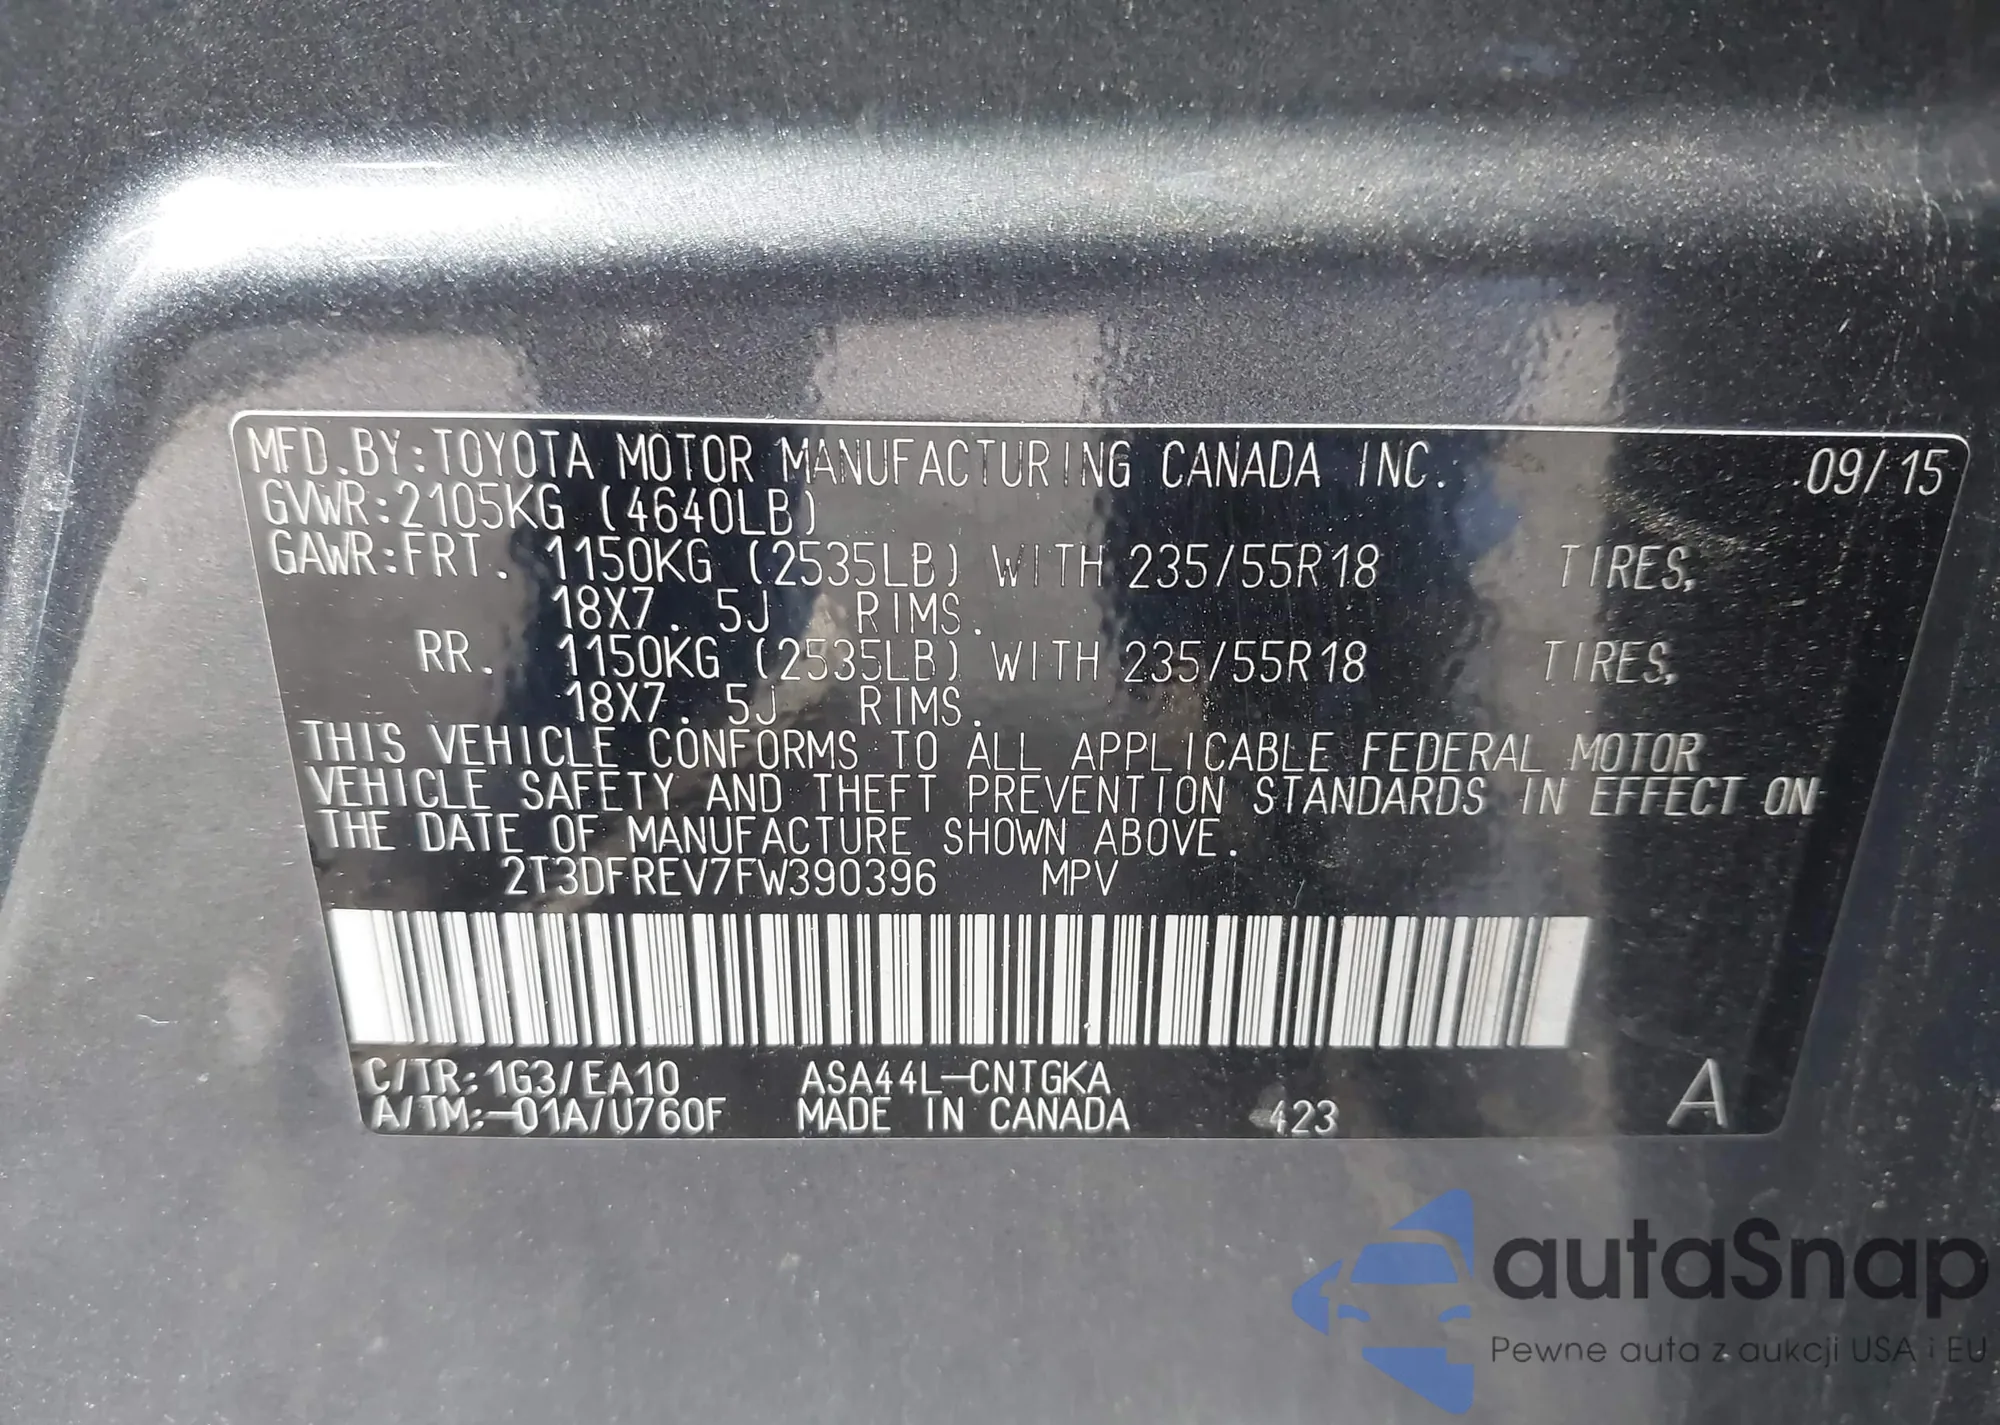 MFD.BY:TOYOTA MOTOR MANUFACTURING CANADA INC. 09/15
GVWR:2105KG (4640LB)
GAWR:FRT. 1150KG (2535LB) WITH 235/55R18 TIRES,
18X7.5J RIMS.
RR. 1150KG (2535LB) WITH 235/55R18 TIRES,
18X7.5J RIMS.
THIS VEHICLE CONFORMS TO ALL APPLICABLE FEDERAL MOTOR
VEHICLE SAFETY AND THEFT PREVENTION STANDARDS IN EFFECT ON
THE DATE OF MANUFACTURE SHOWN ABOVE.
2T3DFREV7FW390396 MPV
C/TR:1G3/EA10 ASA44L-CNTGKA
A/TM:-01A/U760F MADE IN CANADA 423 A
autaSnap
Pewne auta z aukcji USA i EU